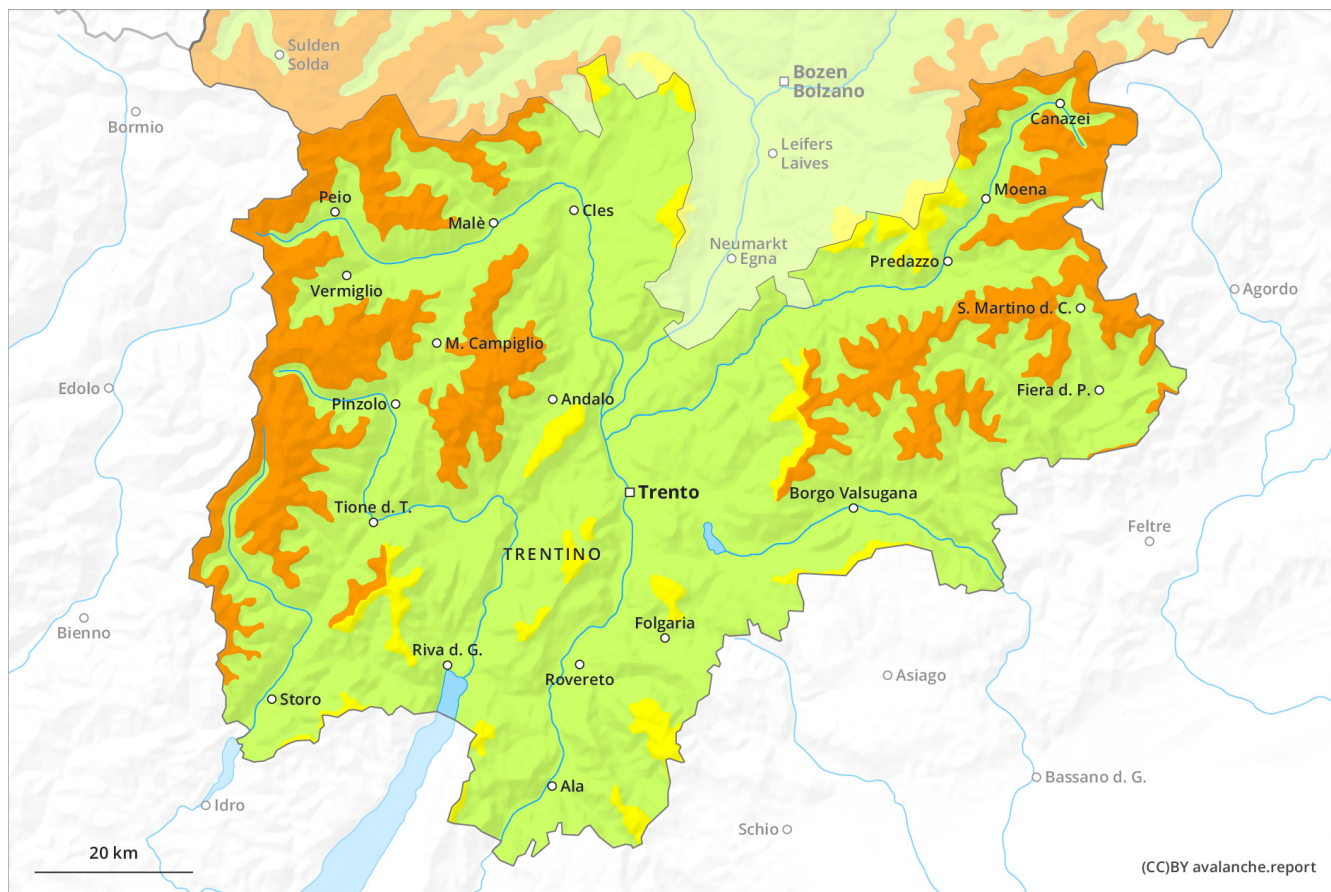 Sulden
Solda
Bozen
Bolzano
Bormio
Canazei
Leifers
Laives
Peio
Moena
Malè
Cles
Neumarkt
Egna
Predazzo
Vermiglio
Agordo
S. Martino d. C.
M. Campiglio
Edolo
Fiera d. P.
Andalo
Pinzolo
Trento
Borgo Valsugana
Tione d. T.
Feltre
TRENTINO
Bienno
Folgaria
Riva d. G.
Rovereto
Asiago
Storo
Bassano d. G.
Ala
Idro
Schio
20 km
(CC)BY avalanche.report